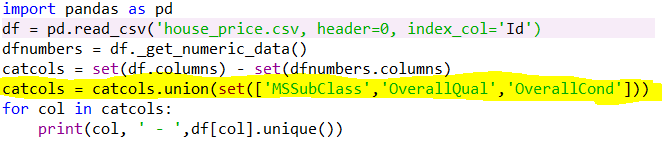 import pandas as pd
df = pd.read_csv('house_price.csv, header=0, index_col='Id')
dfnumbers = df._get_numeric_data()
catcols = set(df.columns) - set(dfnumbers.columns)
catcols = catcols.union(set(['MSSubClass','OverallQual','OverallCond']))
for col in catcols:
    print(col, ' - ',df[col].unique())